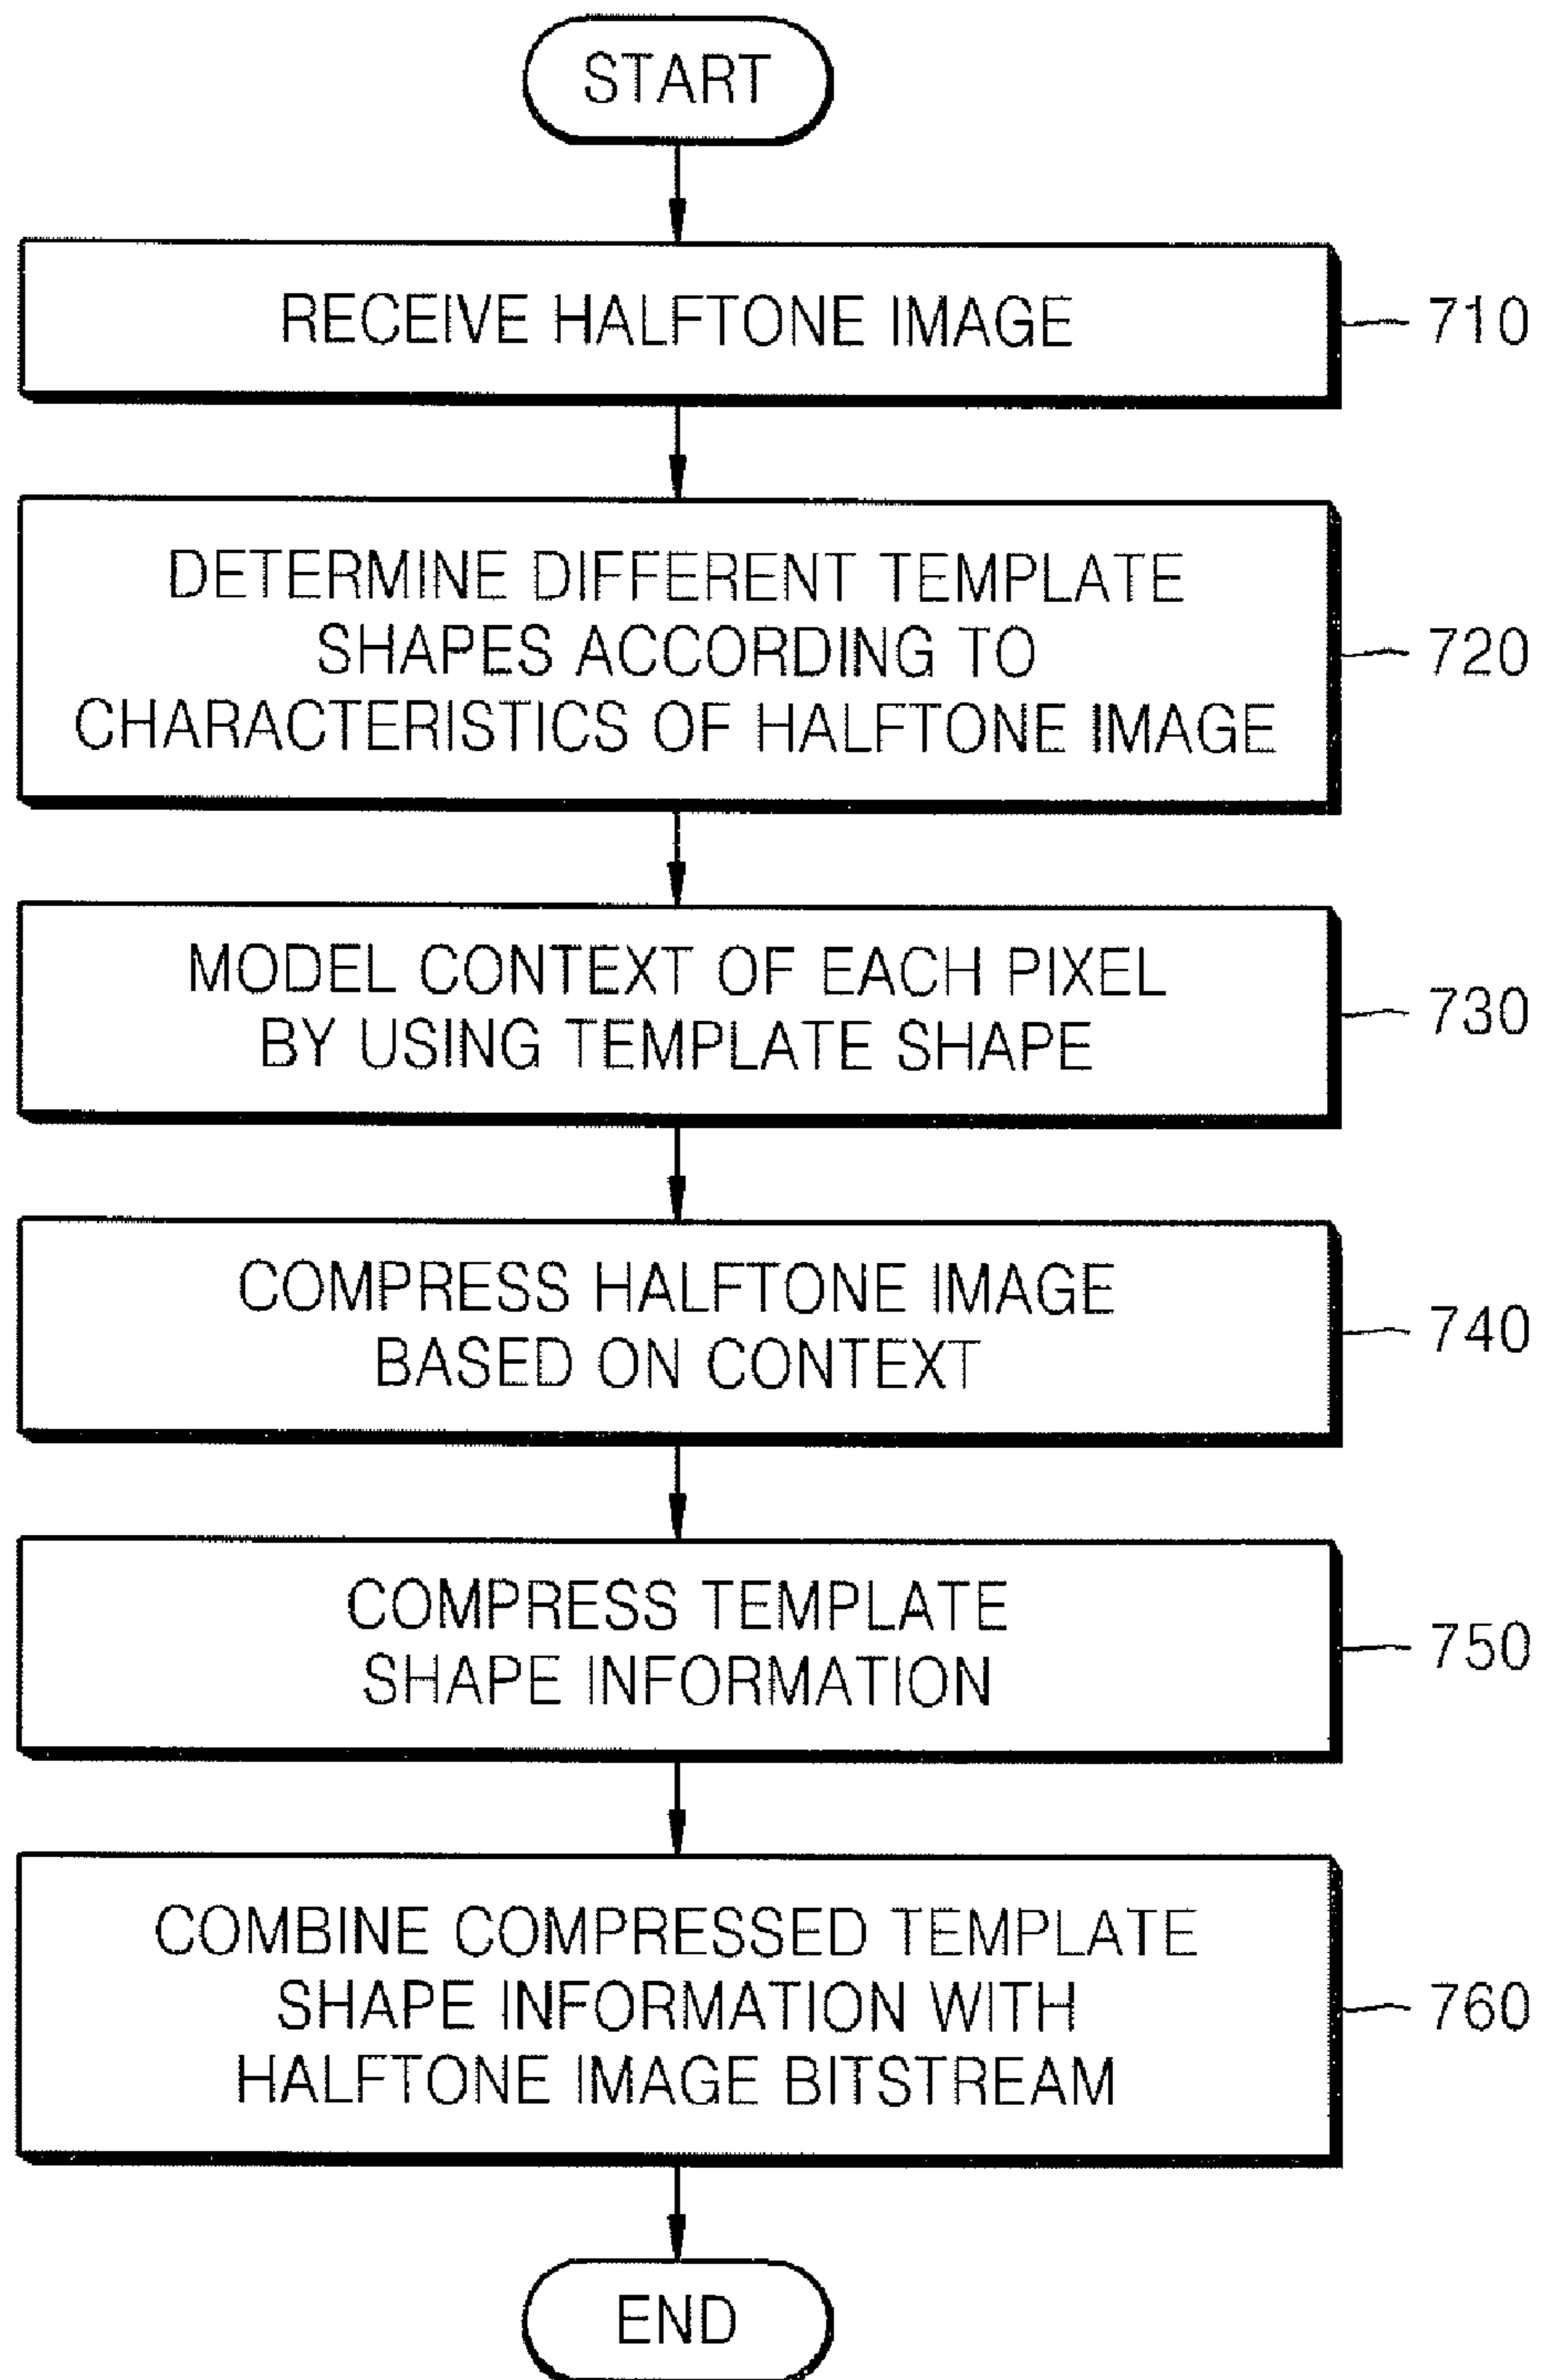 START
RECEIVE HALFTONE IMAGE
710
DETERMINE DIFFERENT TEMPLATE
SHAPES ACCORDING TO
CHARACTERISTICS OF HALFTONE IMAGE
720
MODEL CONTEXT OF EACH PIXEL
BY USING TEMPLATE SHAPE
730
COMPRESS HALFTONE IMAGE
BASED ON CONTEXT
740
COMPRESS TEMPLATE
SHAPE INFORMATION
750
COMBINE COMPRESSED TEMPLATE
SHAPE INFORMATION WITH
HALFTONE IMAGE BITSTREAM
760
END